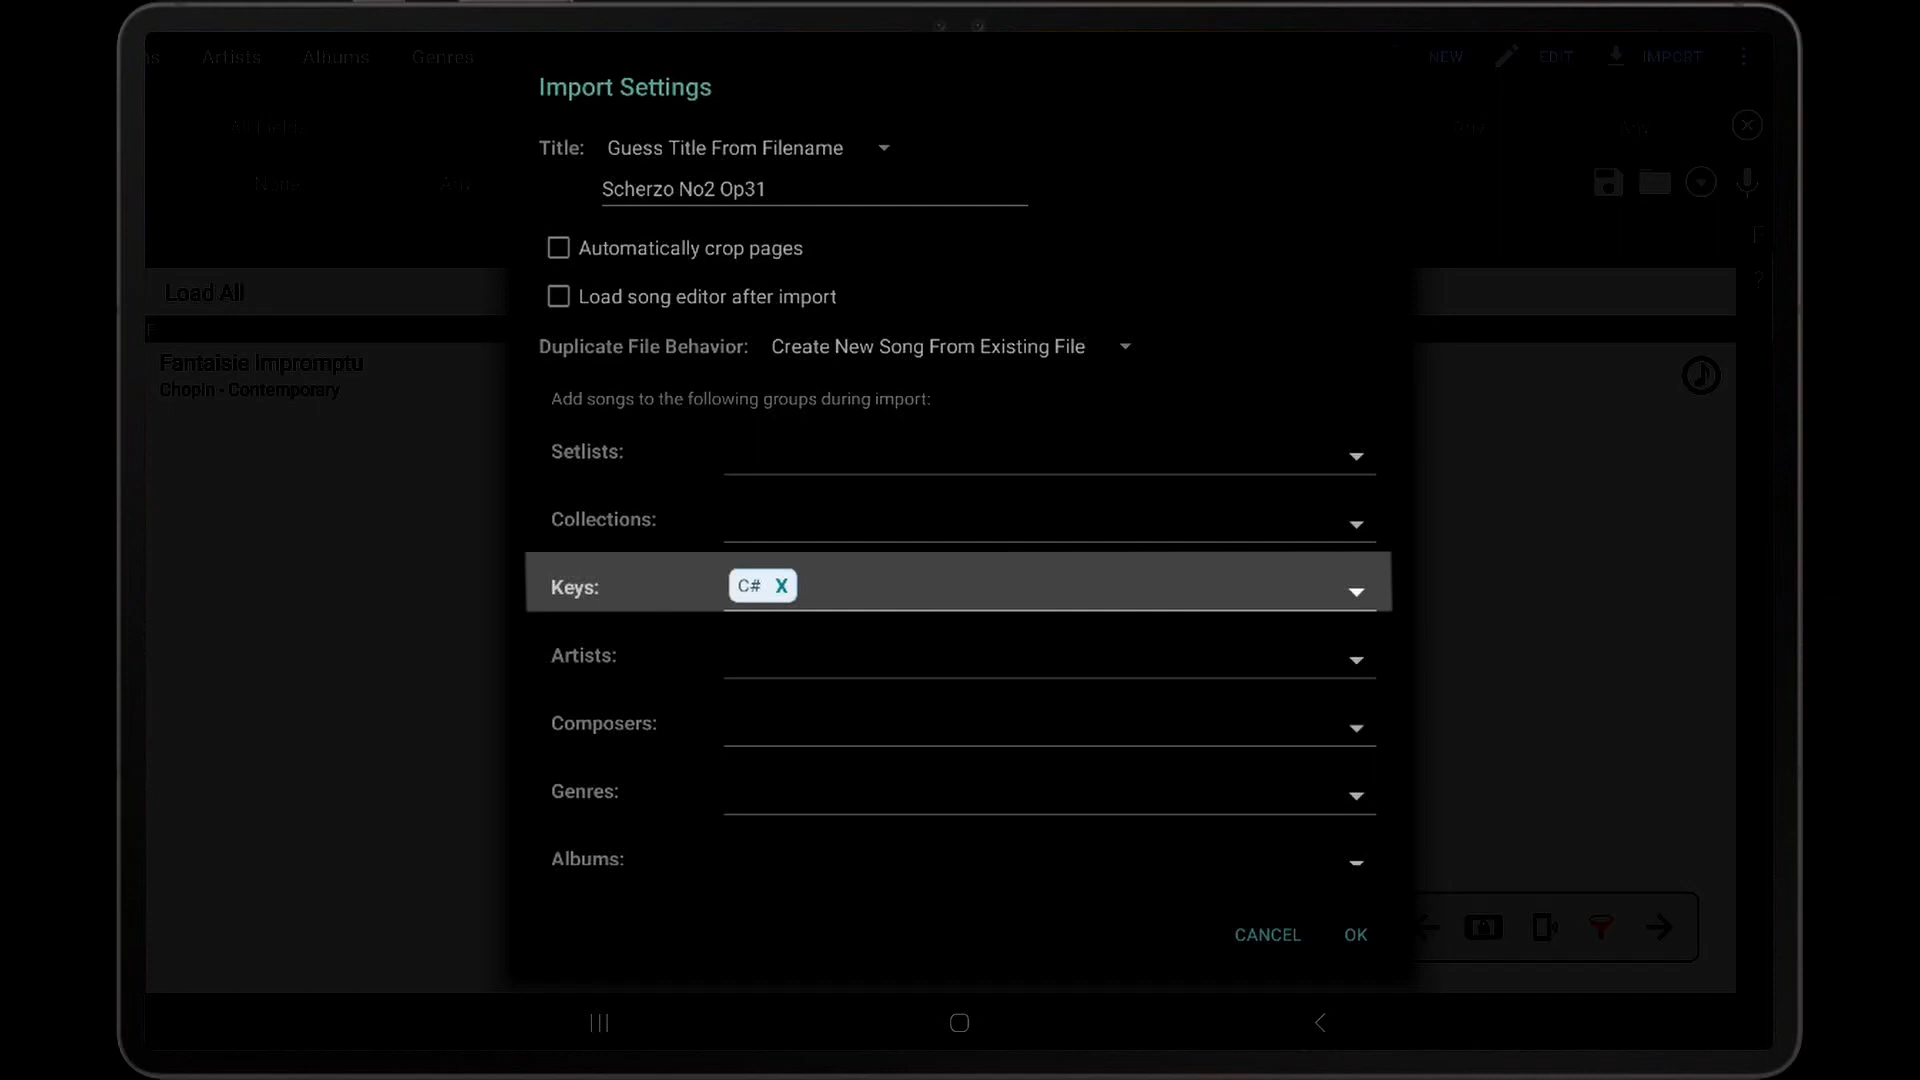 Artists Albums Genres NEW EDIT IMPORT
Import Settings
Title: Guess Title From Filename
Scherzo No2 Op31
Name
Automatically crop pages
Load All
Load song editor after import
Duplicate File Behavior: Create New Song From Existing File
Fantaisie Impromptu
Chopin - Contemporary
Add songs to the following groups during import:
Setlists:
Collections:
Keys: C# X
Artists:
Composers:
Genres:
Albums:
CANCEL OK